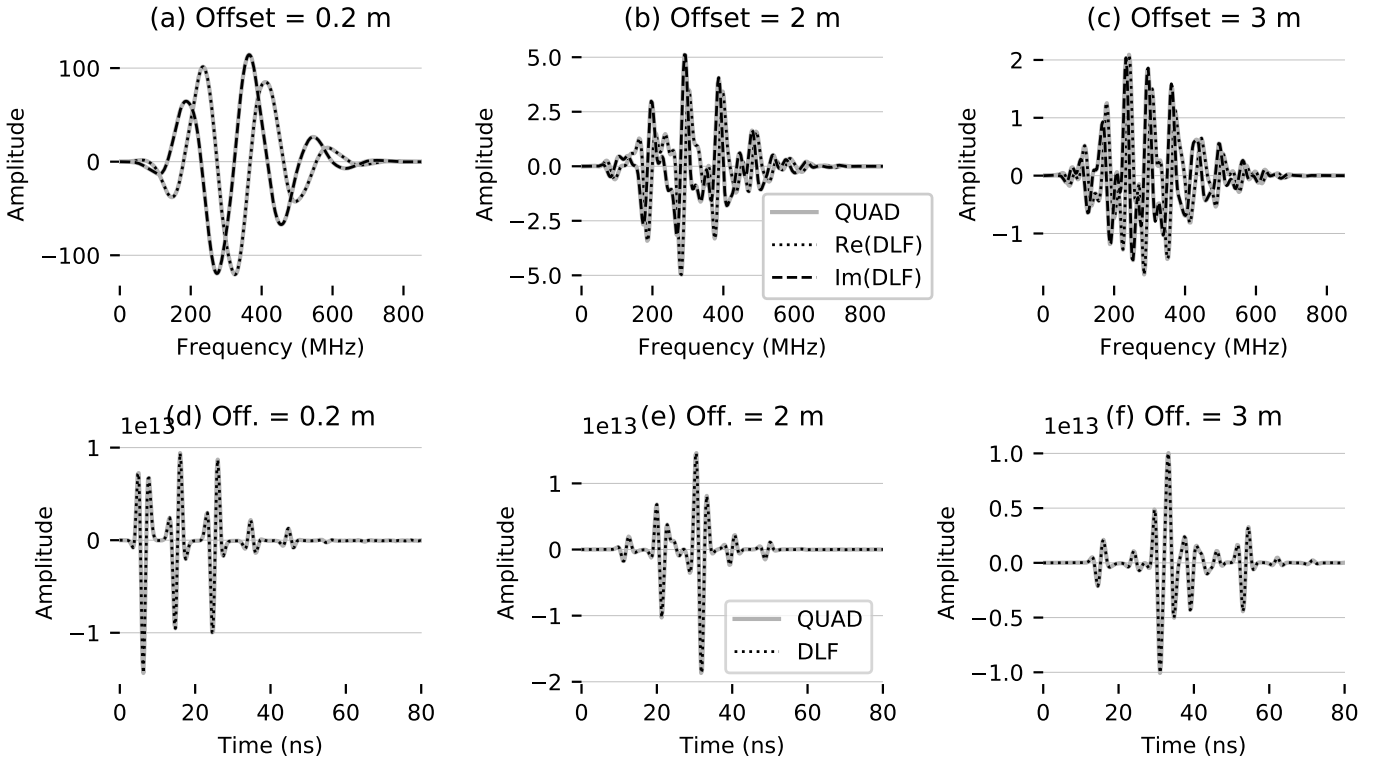 (a) Offset = 0.2 m
(b) Offset = 2 m
(c) Offset = 3 m
Amplitude
100
0
−100
0 200 400 600 800
Frequency (MHz)
Amplitude
5.0
2.5
0.0
−2.5
−5.0
QUAD
Re(DLF)
Im(DLF)
0 200 400 600 800
Frequency (MHz)
Amplitude
2
1
0
−1
0 200 400 600 800
Frequency (MHz)
1e13
(d) Off. = 0.2 m
Amplitude
1
0
−1
0 20 40 60 80
Time (ns)
1e13
(e) Off. = 2 m
Amplitude
1
0
−1
−2
QUAD
DLF
0 20 40 60 80
Time (ns)
1e13
(f) Off. = 3 m
Amplitude
1.0
0.5
0.0
−0.5
−1.0
0 20 40 60 80
Time (ns)